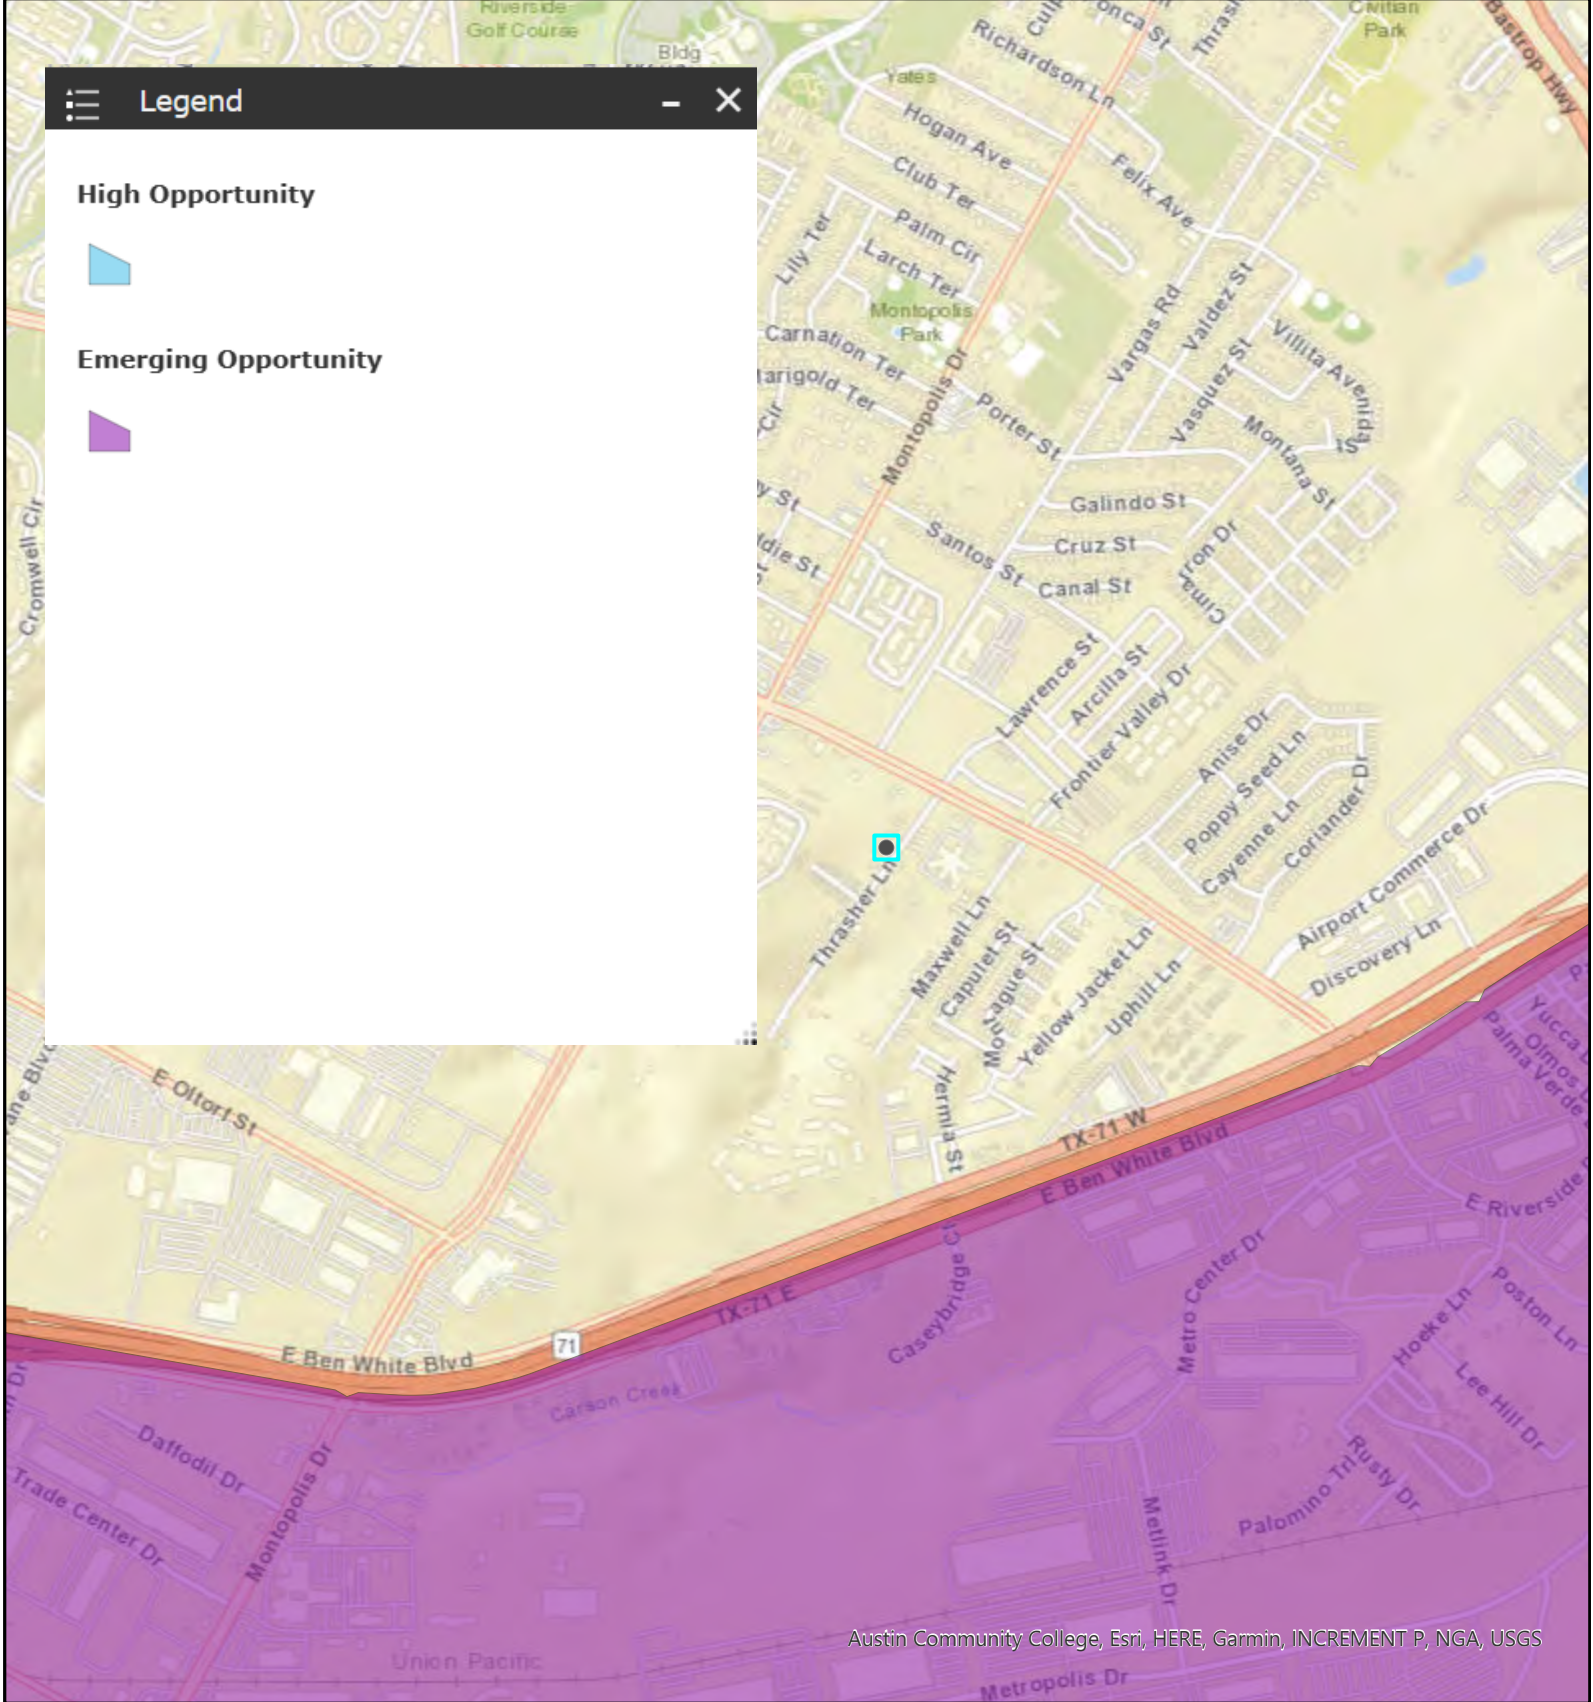 Riverside
Golf Course
Bldg
Civilian
Park
Bastrop Hwy
Richardson Ln
Yates
Hogan Ave
Club Ter
Felix Ave
Palm Cir
Lily Ter
Larch Ter
Montopolis
Park
Carnation Ter
Vargas Rd
Valdez St
Villita Avenida
Vasquez St
Porter St
Montopolis Dr
Montana St
Galindo St
Santos St
Cruz St
Canal St
Cromwell Cir
Lawrence St
Arcilla St
Frontier Valley Dr
Anise Dr
Poppy Seed Ln
Cayenne Ln
Coriander Dr
Airport Commerce Dr
Discovery Ln
Thrasher Ln
Maxwell Ln
Capulet St
Montague St
Yellow Jacket Ln
Uphill Ln
Hermia St
Legend
High Opportunity
Emerging Opportunity
E Oltorf St
TX-71 W
E Ben White Blvd
Palma Verde
E Riverside
Caseybridge Ct
Metro Center Dr
Hoeke Ln
Poston Ln
Lee Hill Dr
TX-71 E
71
E Ben White Blvd
Carson Creek
Daffodil Dr
Trade Center Dr
Montopolis Dr
Rusty Dr
Palomino Trl
Metlink Dr
Union Pacific
Metropolis Dr
Austin Community College, Esri, HERE, Garmin, INCREMENT P, NGA, USGS